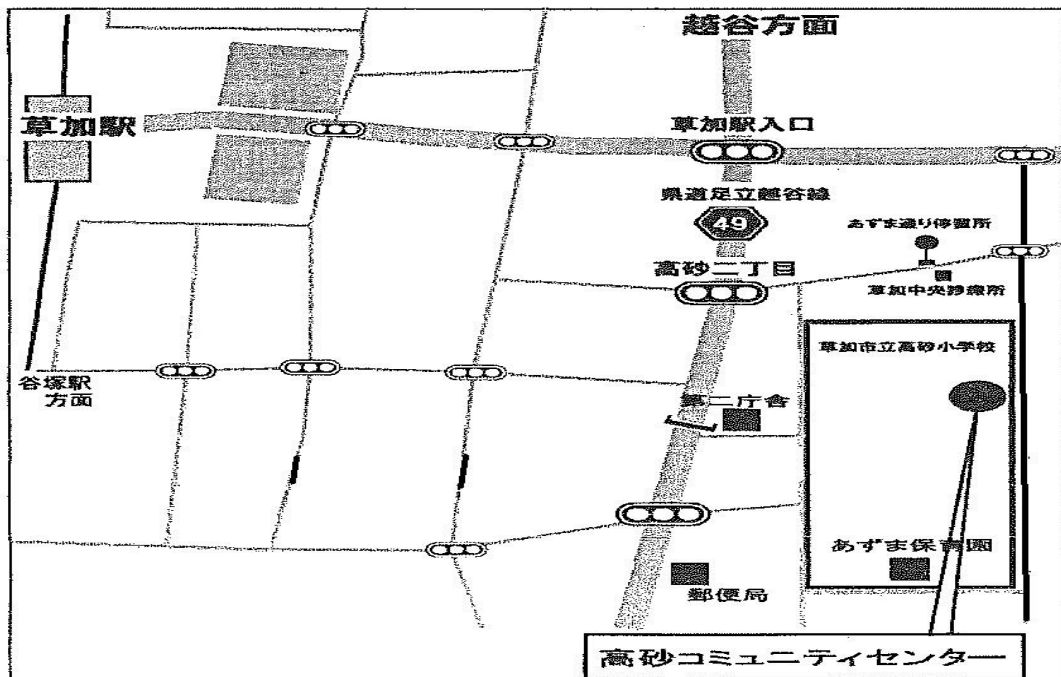 越谷方面
草加駅
草加駅入口
県道足立越谷線
49
あずま通り停留所
高砂二丁目
草加中央診療所
草加市立高砂小学校
谷塚駅
方面
第二庁舎
あずま保育園
郵便局
高砂コミュニティセンター